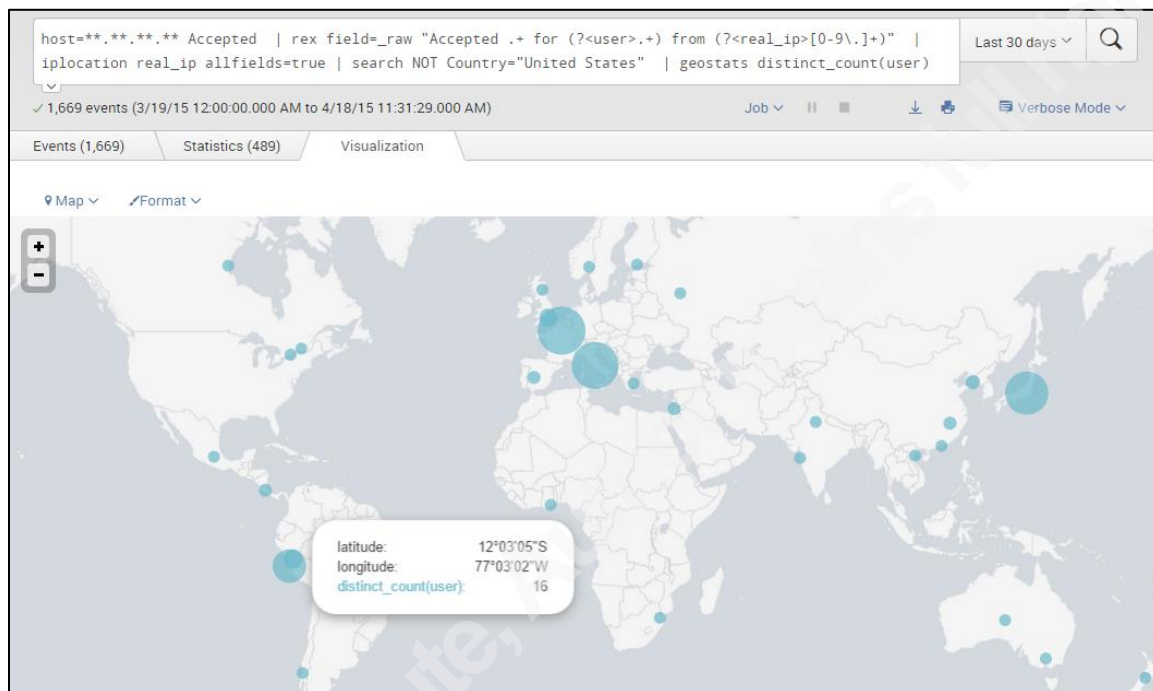 host=**.**.**.** Accepted | rex field=_raw "Accepted .+ for (?<user>.+) from (?<real_ip>[0-9\.]+)" |
iplocation real_ip allfields=true | search NOT Country="United States" | geostats distinct_count(user)
Last 30 days
1,669 events (3/19/15 12:00:00.000 AM to 4/18/15 11:31:29.000 AM)
Job
Verbose Mode
Events (1,669)
Statistics (489)
Visualization
Map
Format
+
-
latitude: 12°03'05"S
longitude: 77°03'02"W
distinct_count(user): 16